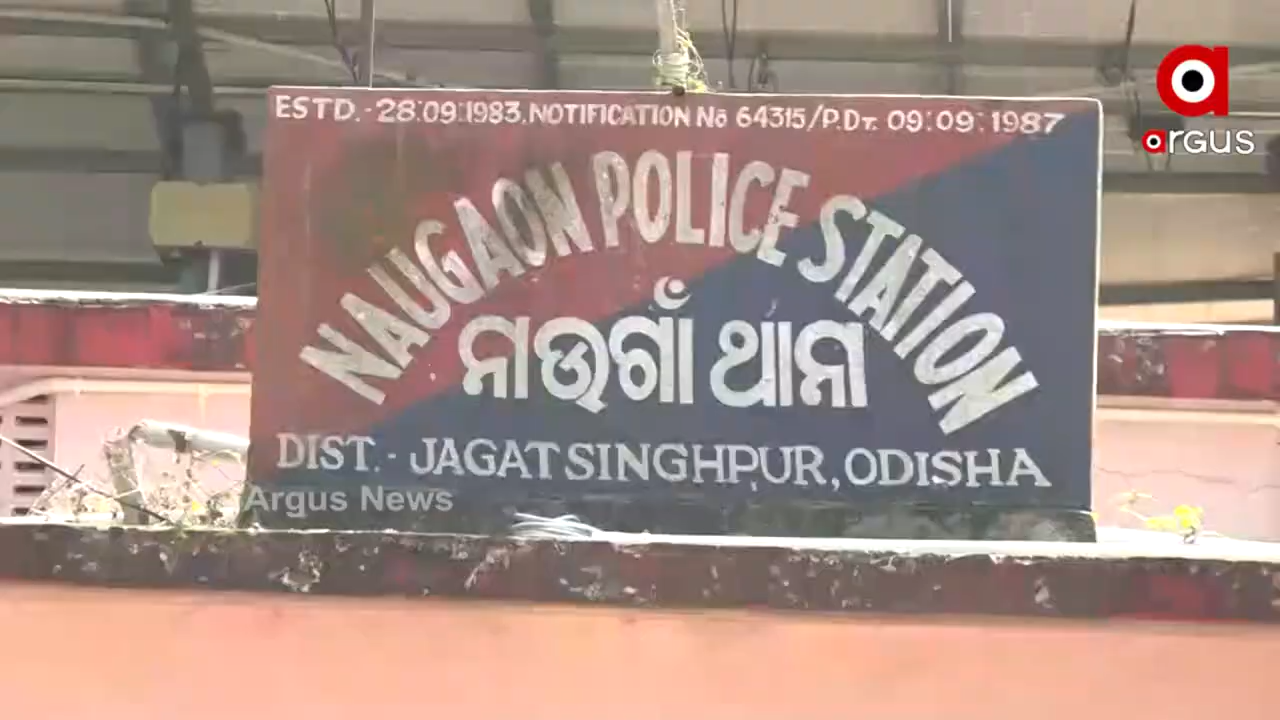 ESTD.-28:09:1983. NOTIFICATION No 64315/P.DT. 09:09:1987
NAUGAON POLICE STATION
ନାଉଗାଁ ଥାନା
DIST.- JAGATSINGHPUR, ODISHA
Argus News
argus